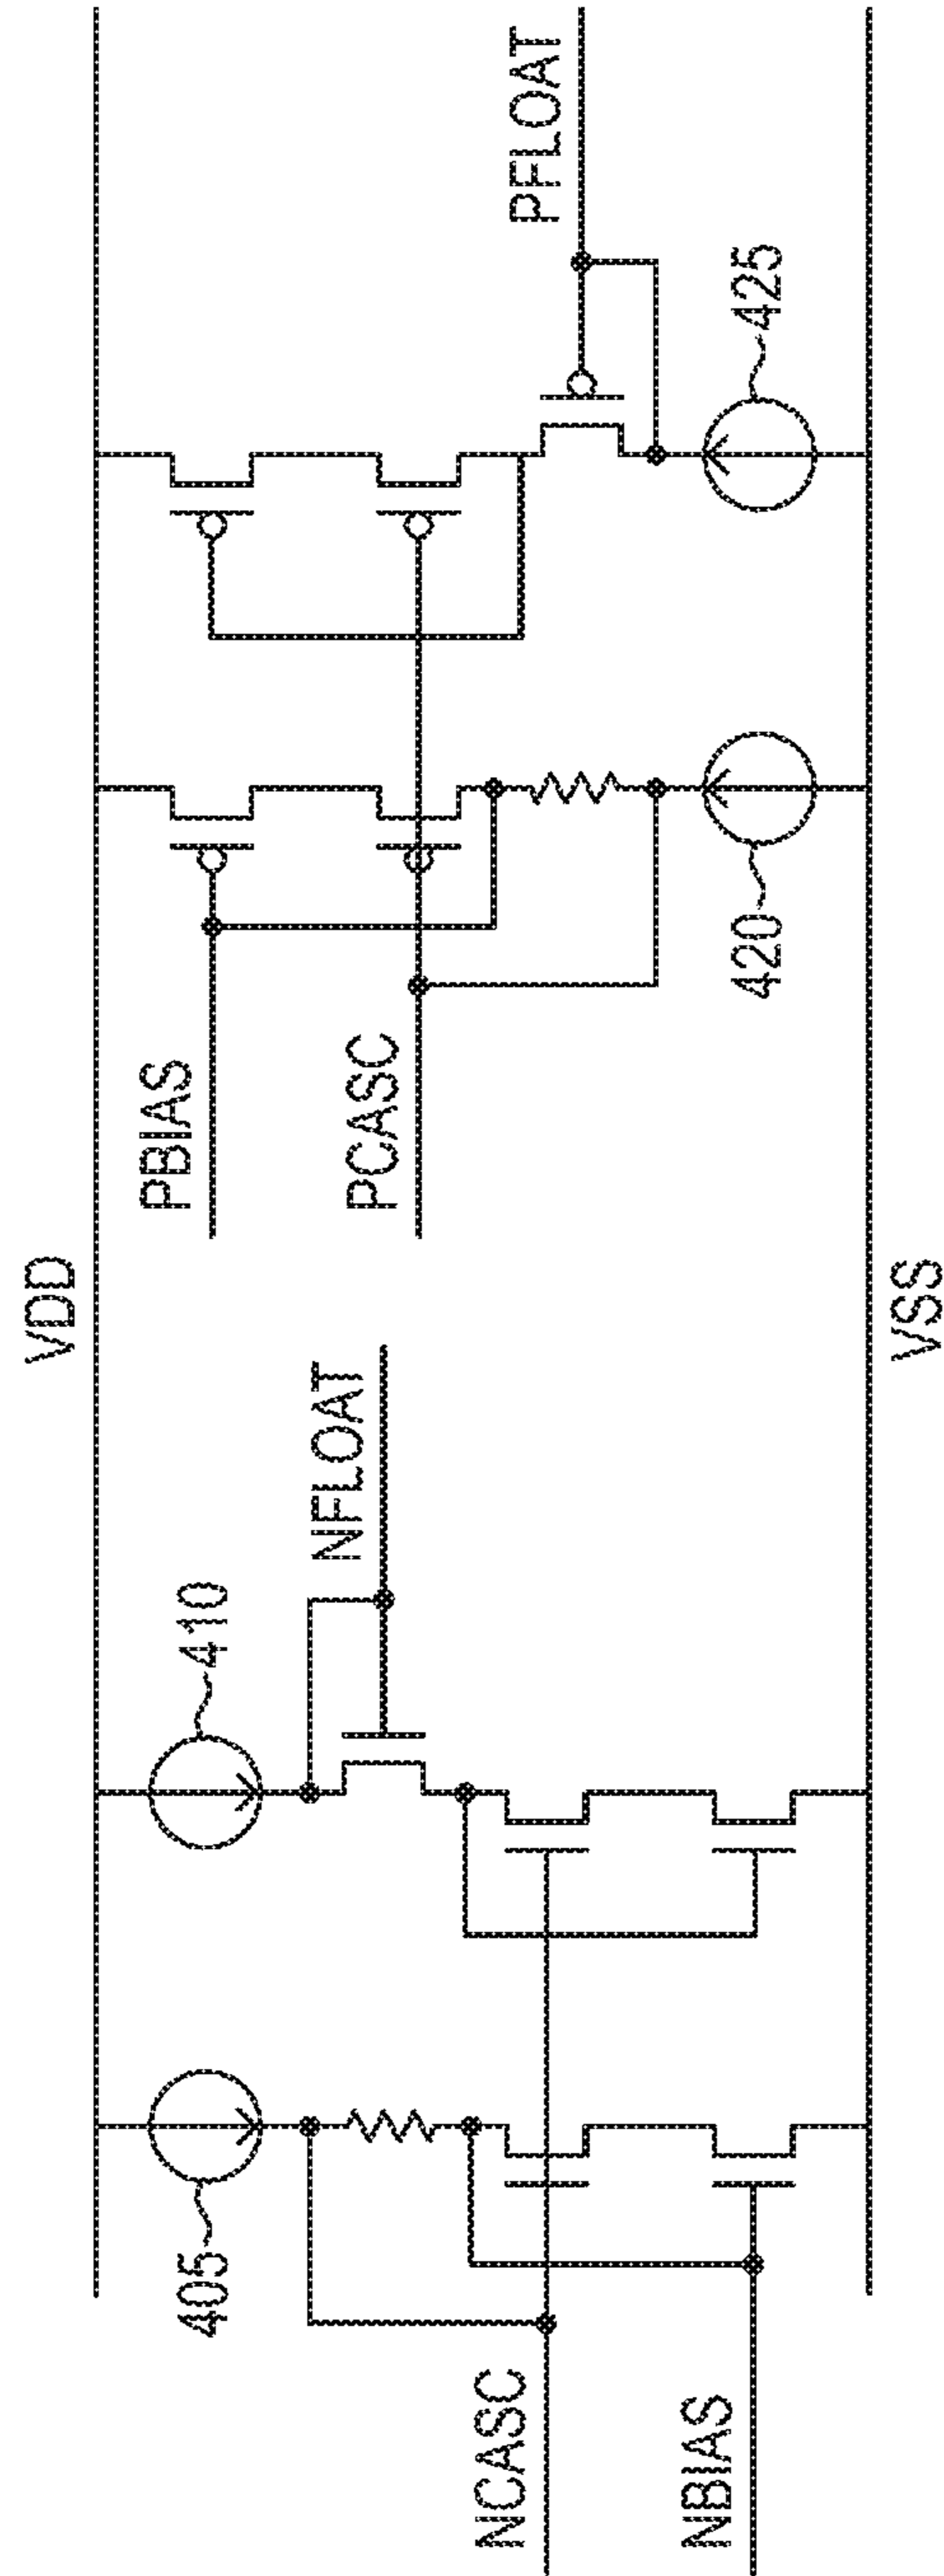 VDD
405
410
NFLOAT
NCASC
NBIAS
PBIAS
PCASC
PFLOAT
420
425
VSS